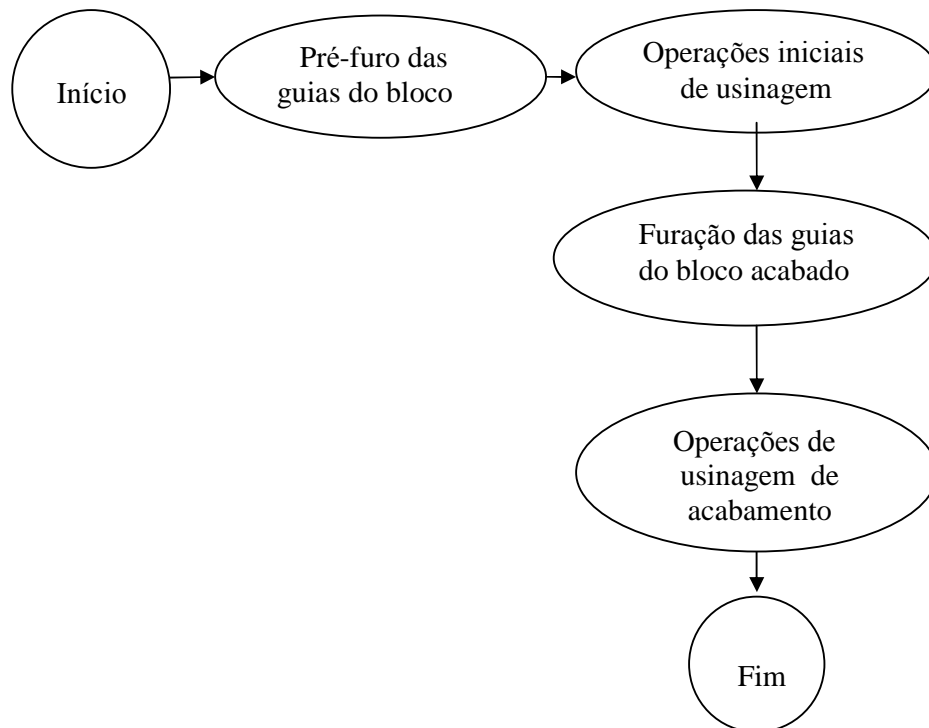 Início
Pré-furo das
guias do bloco
Operações iniciais
de usinagem
Furação das guias
do bloco acabado
Operações de
usinagem de
acabamento
Fim